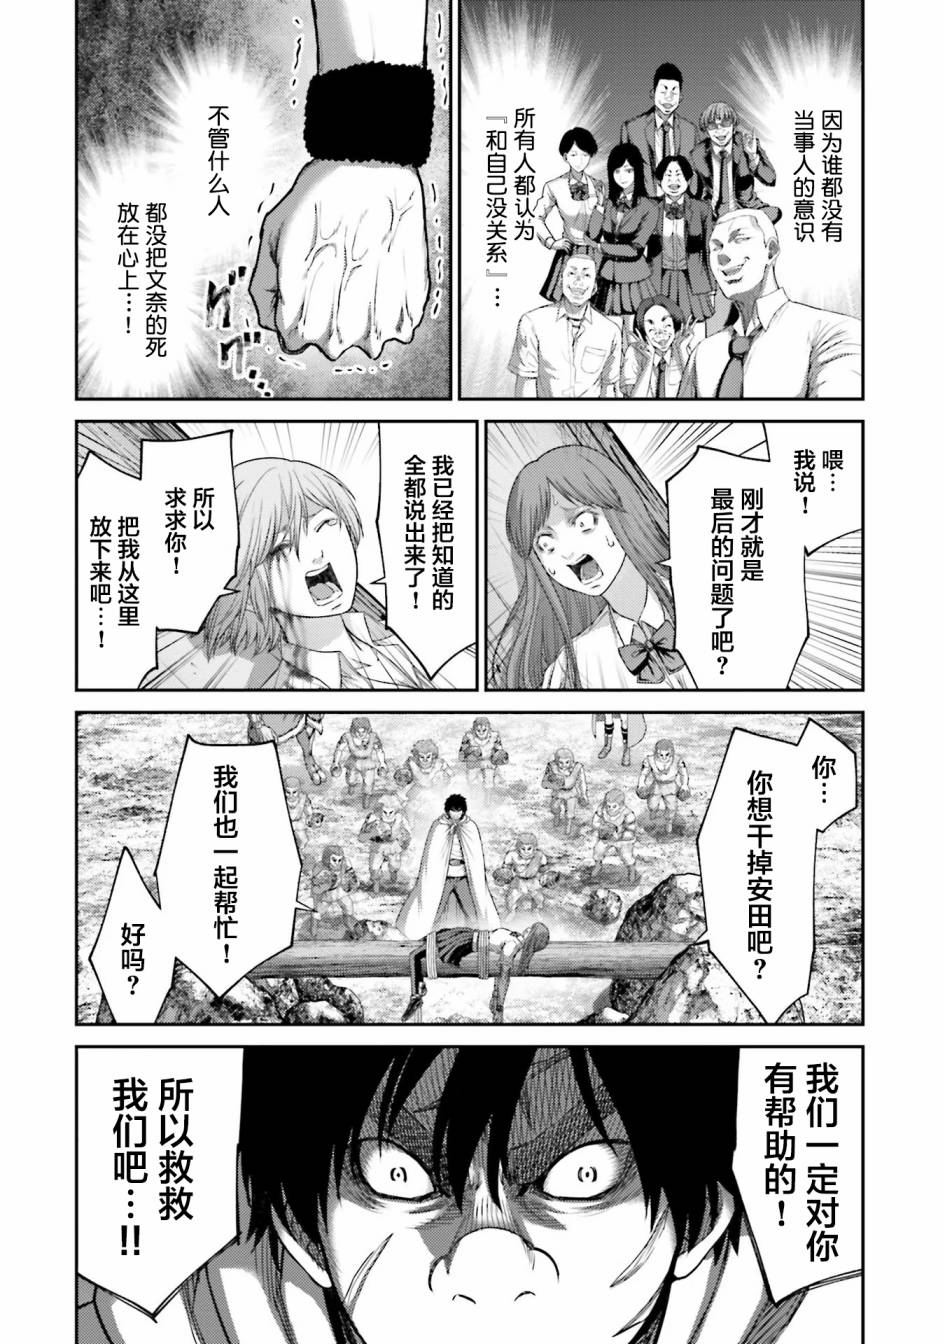 因为谁都没有
当事人的意识
所有人都认为
『和自己没关系』…
不管什么人
都没把文奈的死
放在心上…！
ドド
グ
喂…
我说！
刚才就是
最后的问题了吧？
我已经把知道的
全都说出来了！
所以
求求你！
把我从这里
放下来吧…！
你…
你想干掉安田吧？
我们也一起帮忙！
好吗？
我们一定对你
有帮助的！
所以救救
我们吧…!!